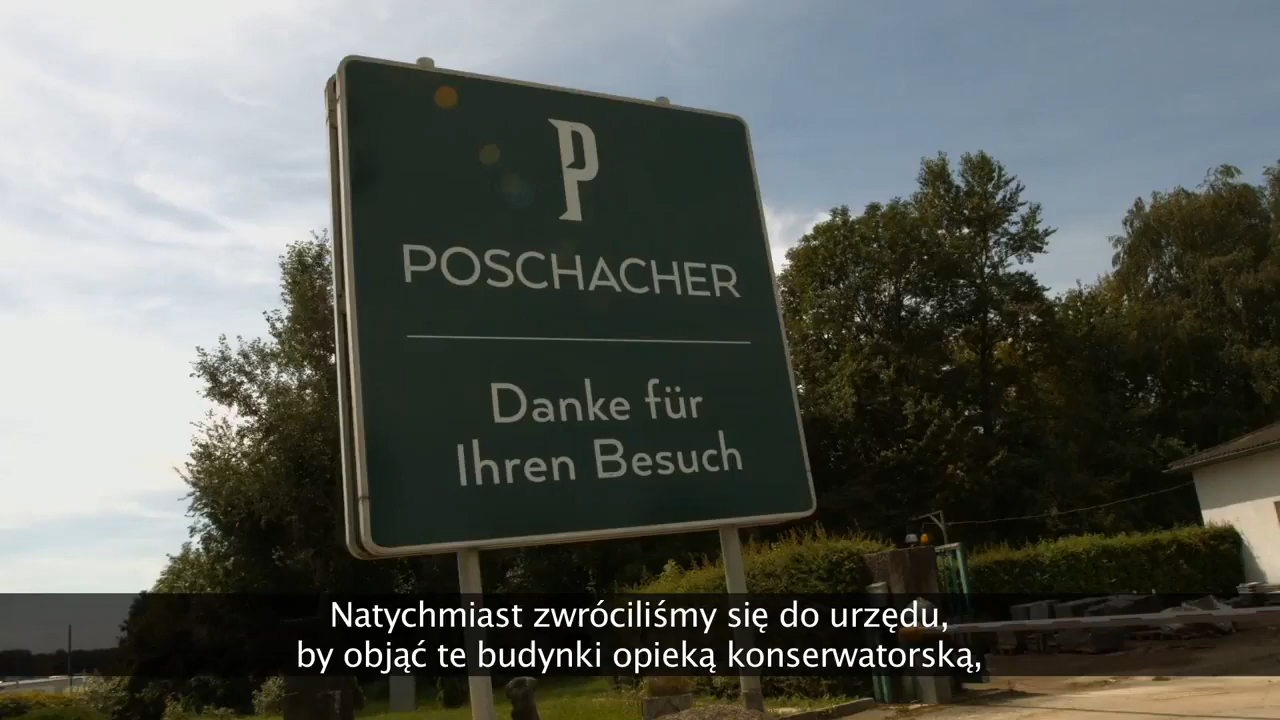 P
POSCHACHER
Danke für
Ihren Besuch
Natychmiast zwróciliśmy się do urzędu,
by objąć te budynki opieką konserwatorską,